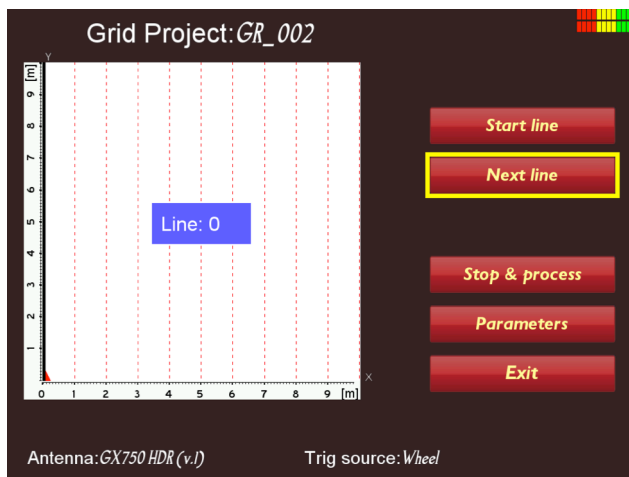 Grid Project:GR_002
Y
[m]
9
8
7
6
5
4
3
2
1
Line: 0
X
0 1 2 3 4 5 6 7 8 9 [m]
Start line
Next line
Stop & process
Parameters
Exit
Antenna:GX750 HDR (v.1) Trig source:Wheel